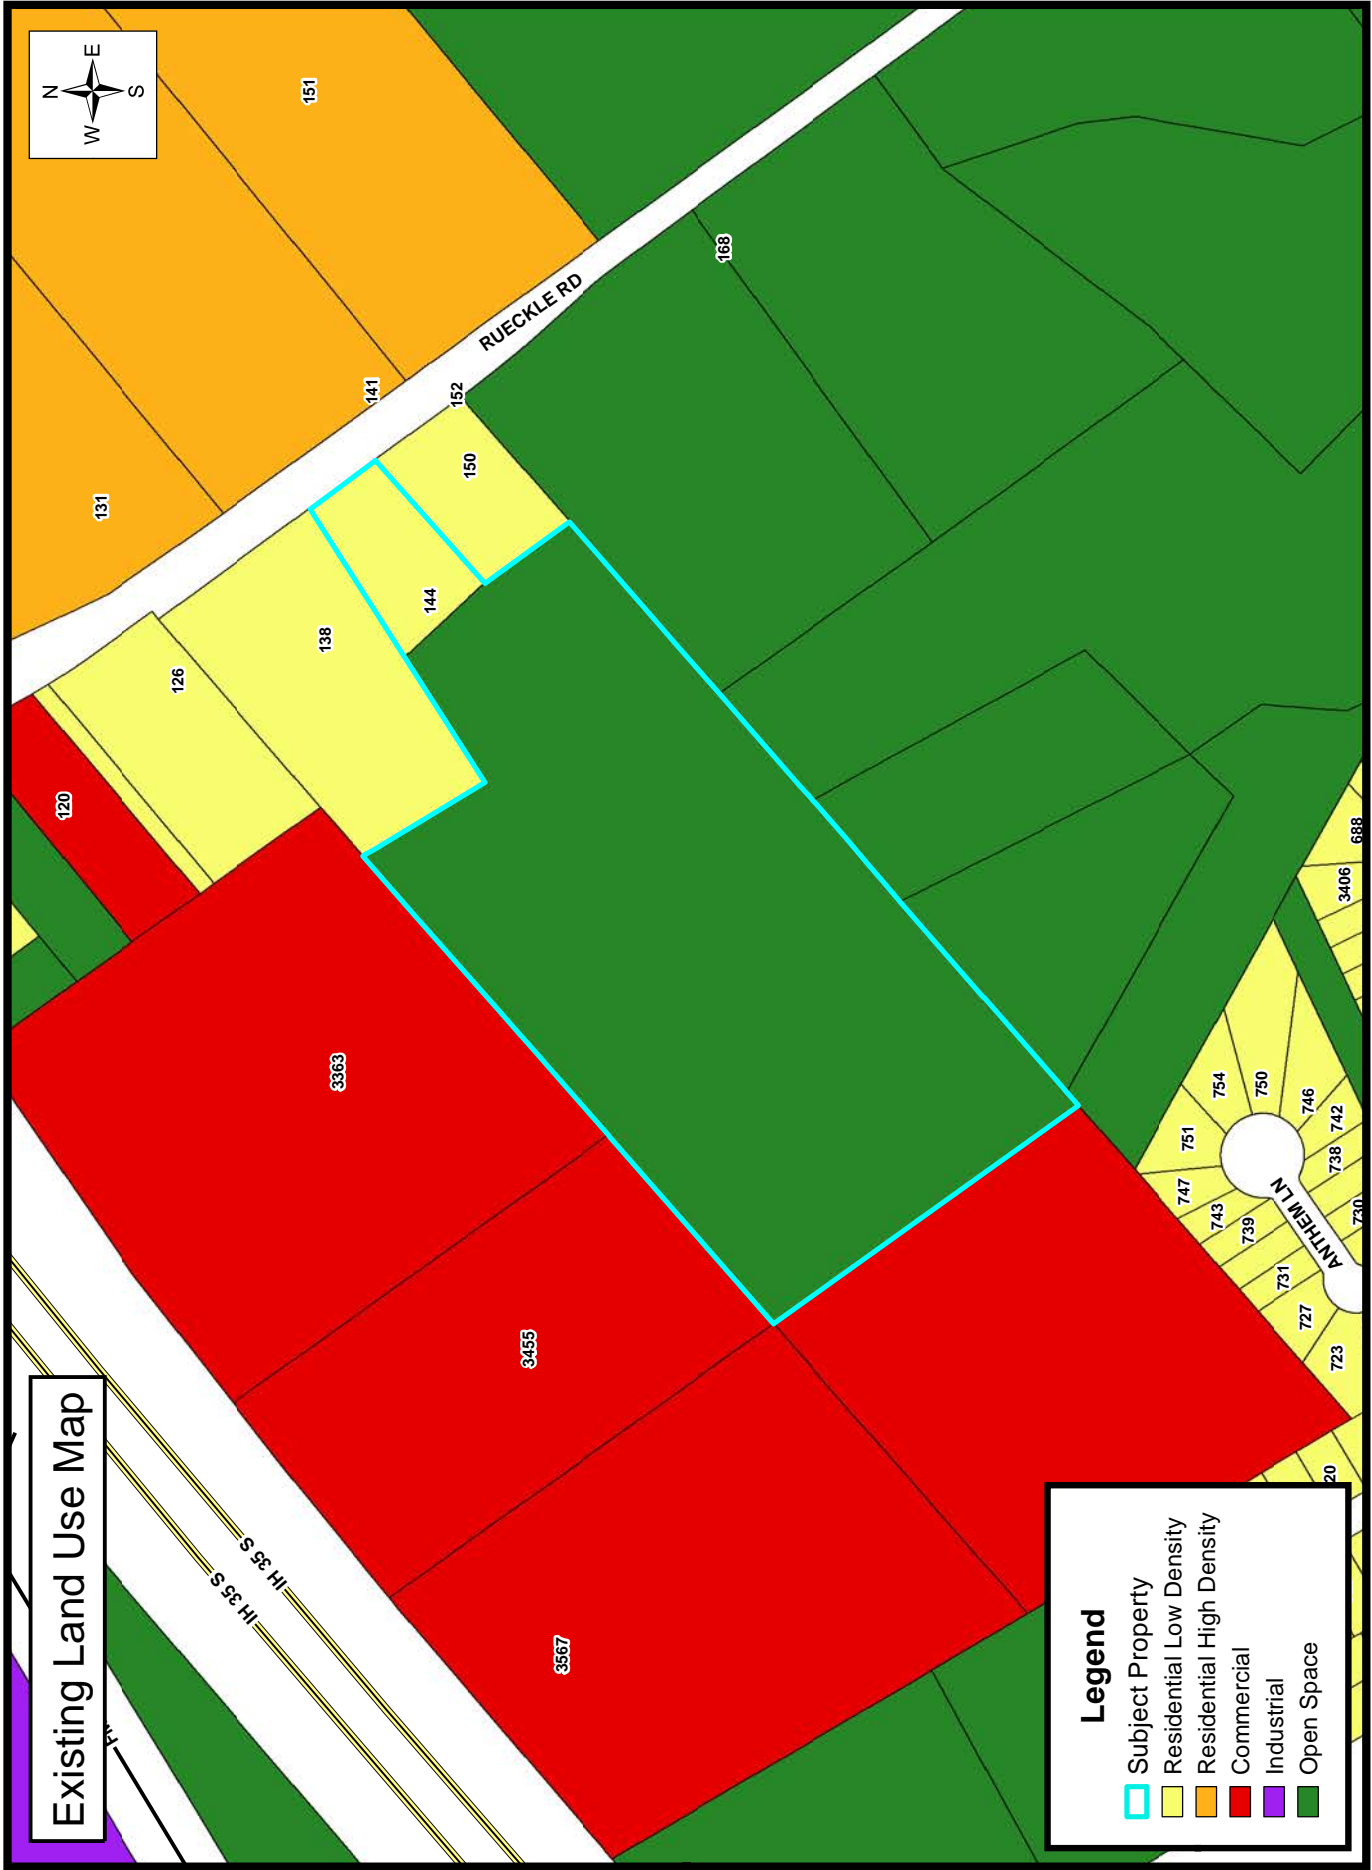 Existing Land Use Map
N
W E
S
IH 35 S
IH 35 S
131
151
141
RUECKLE RD
152
150
168
120
126
138
144
3363
3455
3567
754
751
750
747
746
743
742
739
738
731
730
727
723
ANTHEM LN
20
3406
688
Legend
Subject Property
Residential Low Density
Residential High Density
Commercial
Industrial
Open Space